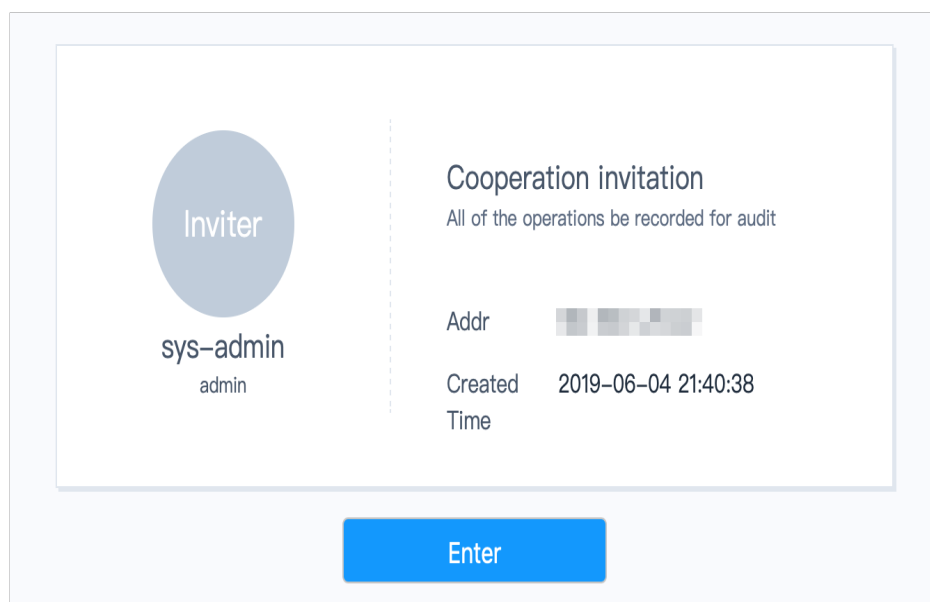 Inviter
sys-admin
admin
Cooperation invitation
All of the operations be recorded for audit
Addr
Created Time
2019-06-04 21:40:38
Enter